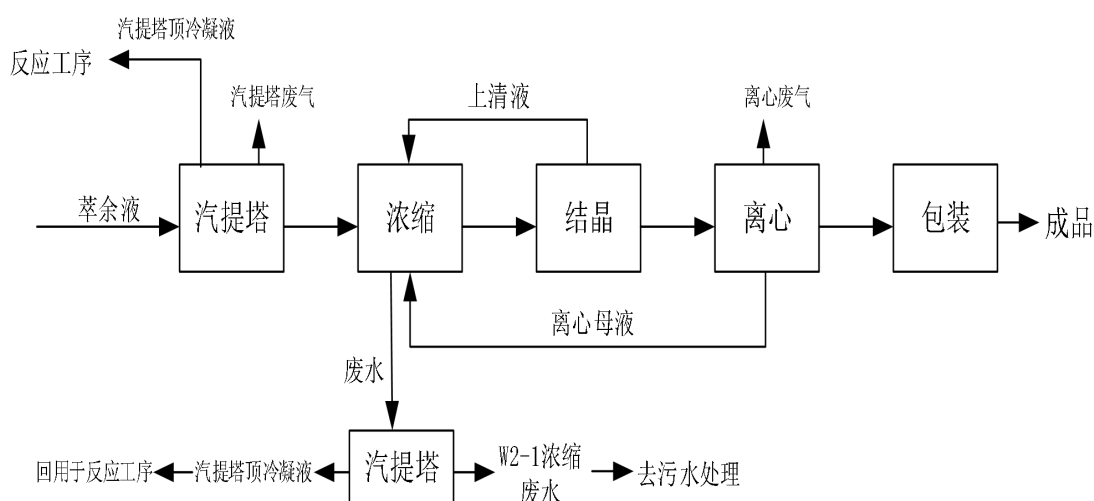 汽提塔顶冷凝液
反应工序
汽提塔废气
上清液
离心废气
萃余液
汽提塔
浓缩
结晶
离心
包装
成品
离心母液
废水
回用于反应工序
汽提塔顶冷凝液
汽提塔
W2-1浓缩
废水
去污水处理